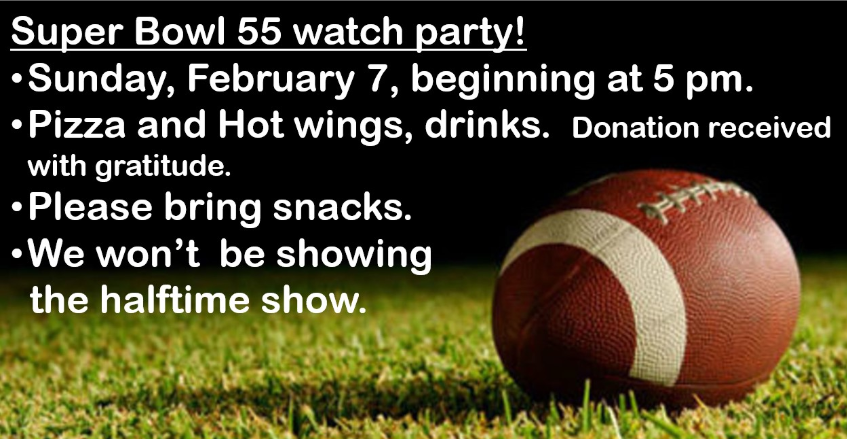 Super Bowl 55 watch party!
•Sunday, February 7, beginning at 5 pm.
•Pizza and Hot wings, drinks. Donation received
with gratitude.
•Please bring snacks.
•We won’t be showing
the halftime show.